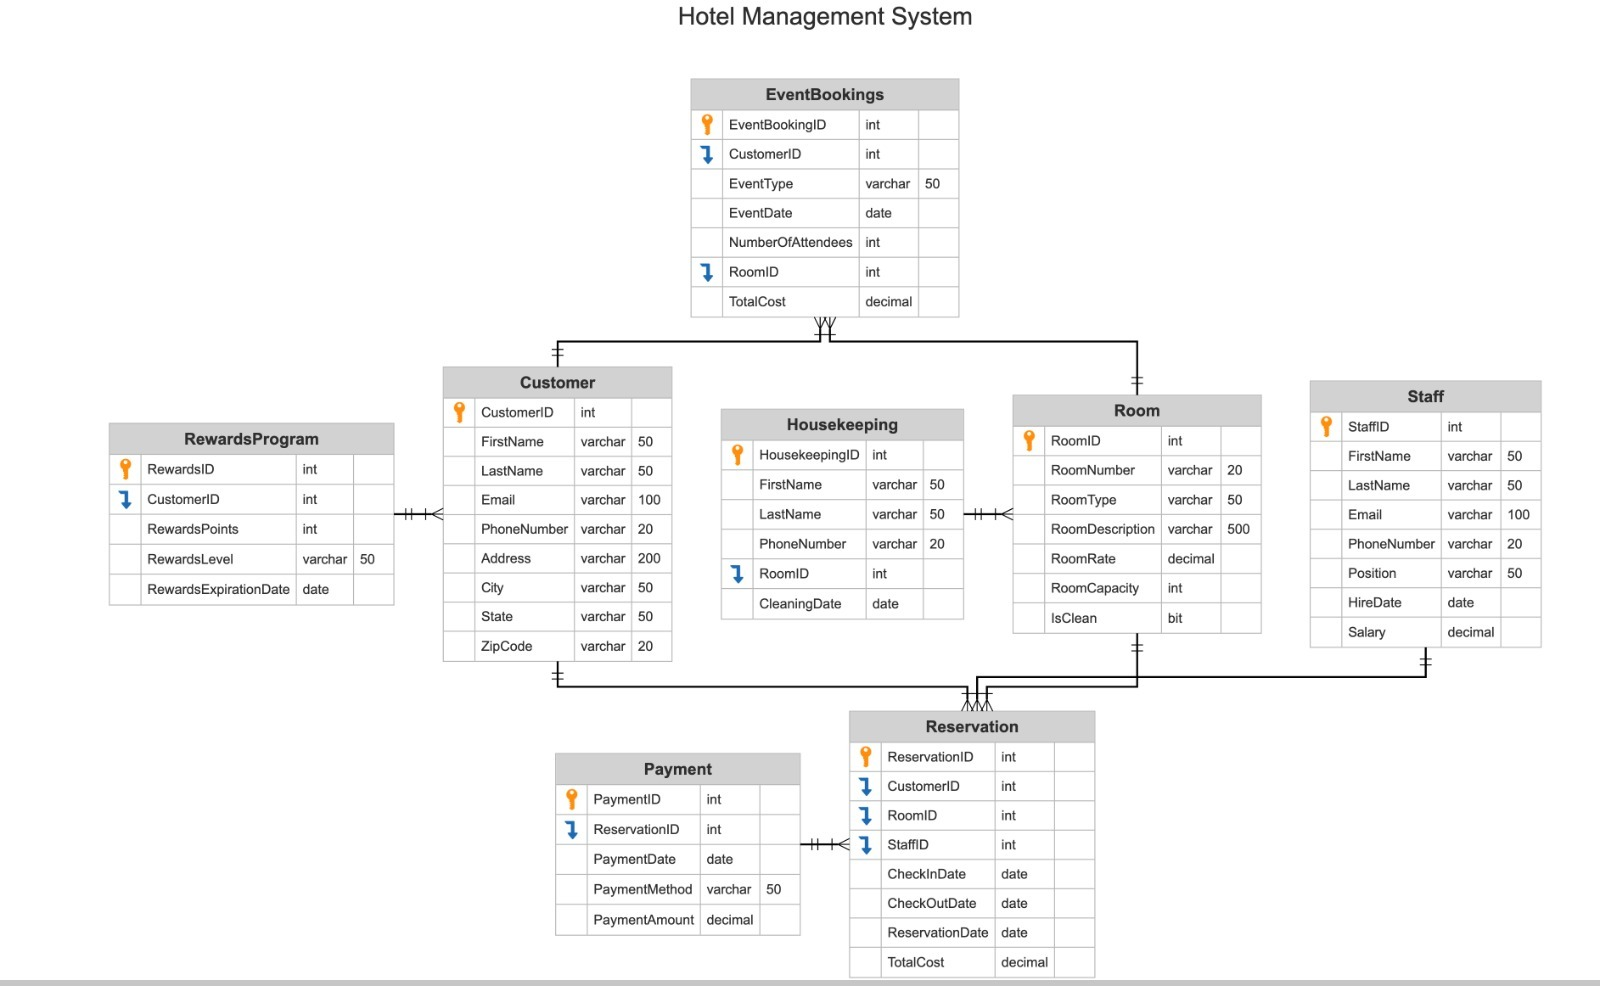 Hotel Management System
EventBookings
EventBookingID int
CustomerID int
EventType varchar 50
EventDate date
NumberOfAttendees int
RoomID int
TotalCost decimal
Customer
CustomerID int
FirstName varchar 50
LastName varchar 50
Email varchar 100
PhoneNumber varchar 20
Address varchar 200
City varchar 50
State varchar 50
ZipCode varchar 20
RewardsProgram
RewardsID int
CustomerID int
RewardsPoints int
RewardsLevel varchar 50
RewardsExpirationDate date
Housekeeping
HousekeepingID int
FirstName varchar 50
LastName varchar 50
PhoneNumber varchar 20
RoomID int
CleaningDate date
Room
RoomID int
RoomNumber varchar 20
RoomType varchar 50
RoomDescription varchar 500
RoomRate decimal
RoomCapacity int
IsClean bit
Staff
StaffID int
FirstName varchar 50
LastName varchar 50
Email varchar 100
PhoneNumber varchar 20
Position varchar 50
HireDate date
Salary decimal
Payment
PaymentID int
ReservationID int
PaymentDate date
PaymentMethod varchar 50
PaymentAmount decimal
Reservation
ReservationID int
CustomerID int
RoomID int
StaffID int
CheckInDate date
CheckOutDate date
ReservationDate date
TotalCost decimal